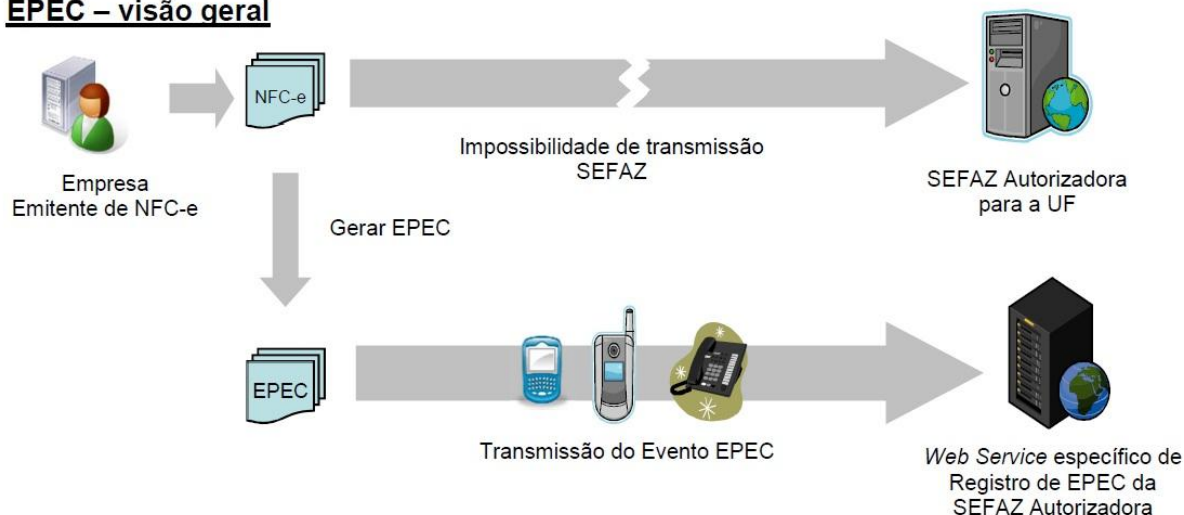 EPEC – visão geral
NFC-e
Impossibilidade de transmissão
SEFAZ
Empresa
Emitente de NFC-e
SEFAZ Autorizadora
para a UF
Gerar EPEC
EPEC
Transmissão do Evento EPEC
Web Service específico de
Registro de EPEC da
SEFAZ Autorizadora